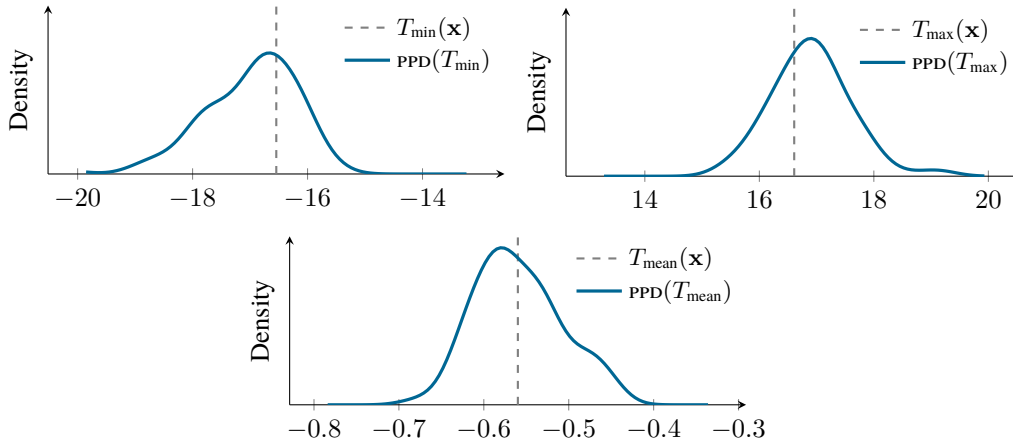 Density
T_min(x)
PPD(T_min)
−20 −18 −16 −14
Density
T_max(x)
PPD(T_max)
14 16 18 20
Density
T_mean(x)
PPD(T_mean)
−0.8 −0.7 −0.6 −0.5 −0.4 −0.3